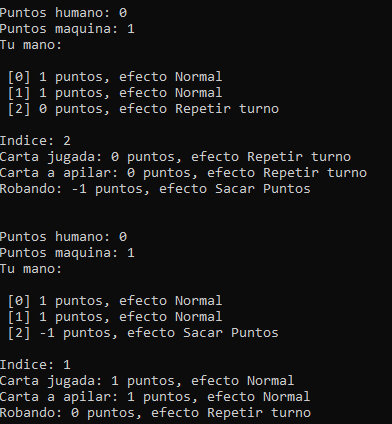 Puntos humano: 0
Puntos maquina: 1
Tu mano:
[0] 1 puntos, efecto Normal
[1] 1 puntos, efecto Normal
[2] 0 puntos, efecto Repetir turno
Indice: 2
Carta jugada: 0 puntos, efecto Repetir turno
Carta a apilar: 0 puntos, efecto Repetir turno
Robando: -1 puntos, efecto Sacar Puntos
Puntos humano: 0
Puntos maquina: 1
Tu mano:
[0] 1 puntos, efecto Normal
[1] 1 puntos, efecto Normal
[2] -1 puntos, efecto Sacar Puntos
Indice: 1
Carta jugada: 1 puntos, efecto Normal
Carta a apilar: 1 puntos, efecto Normal
Robando: 0 puntos, efecto Repetir turno